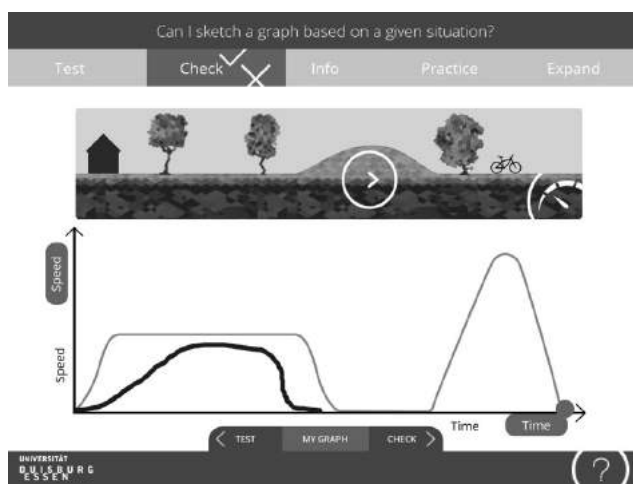 Can I sketch a graph based on a given situation?
Test Check Info Practice Expand
Speed
Speed
Time Time
TEST MY GRAPH CHECK
UNIVERSITÄT
DUISBURG
ESSEN
?